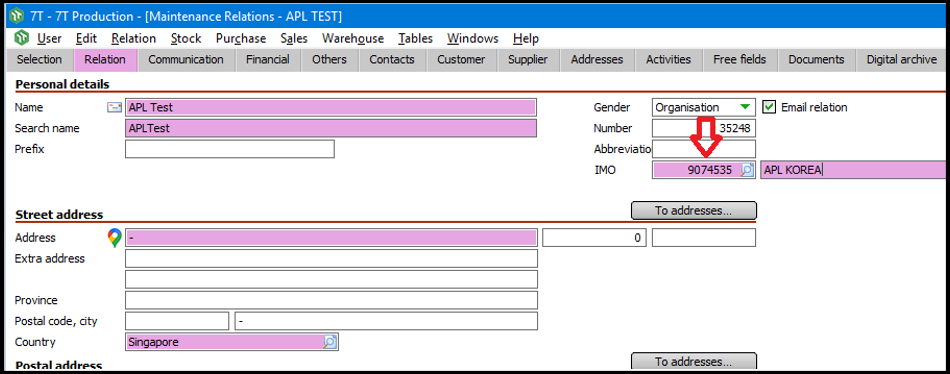 7T - 7T Production - [Maintenance Relations - APL TEST]
User Edit Relation Stock Purchase Sales Warehouse Tables Windows Help
Selection Relation Communication Financial Others Contacts Customer Supplier Addresses Activities Free fields Documents Digital archive
Personal details
Name APL Test Gender Organisation Email relation
Search name APLTest Number 35248
Prefix Abbreviatio
IMO 9074535 APL KOREA
Street address To addresses...
Address - 0
Extra address
Province
Postal code, city -
Country Singapore
Postal address To addresses...